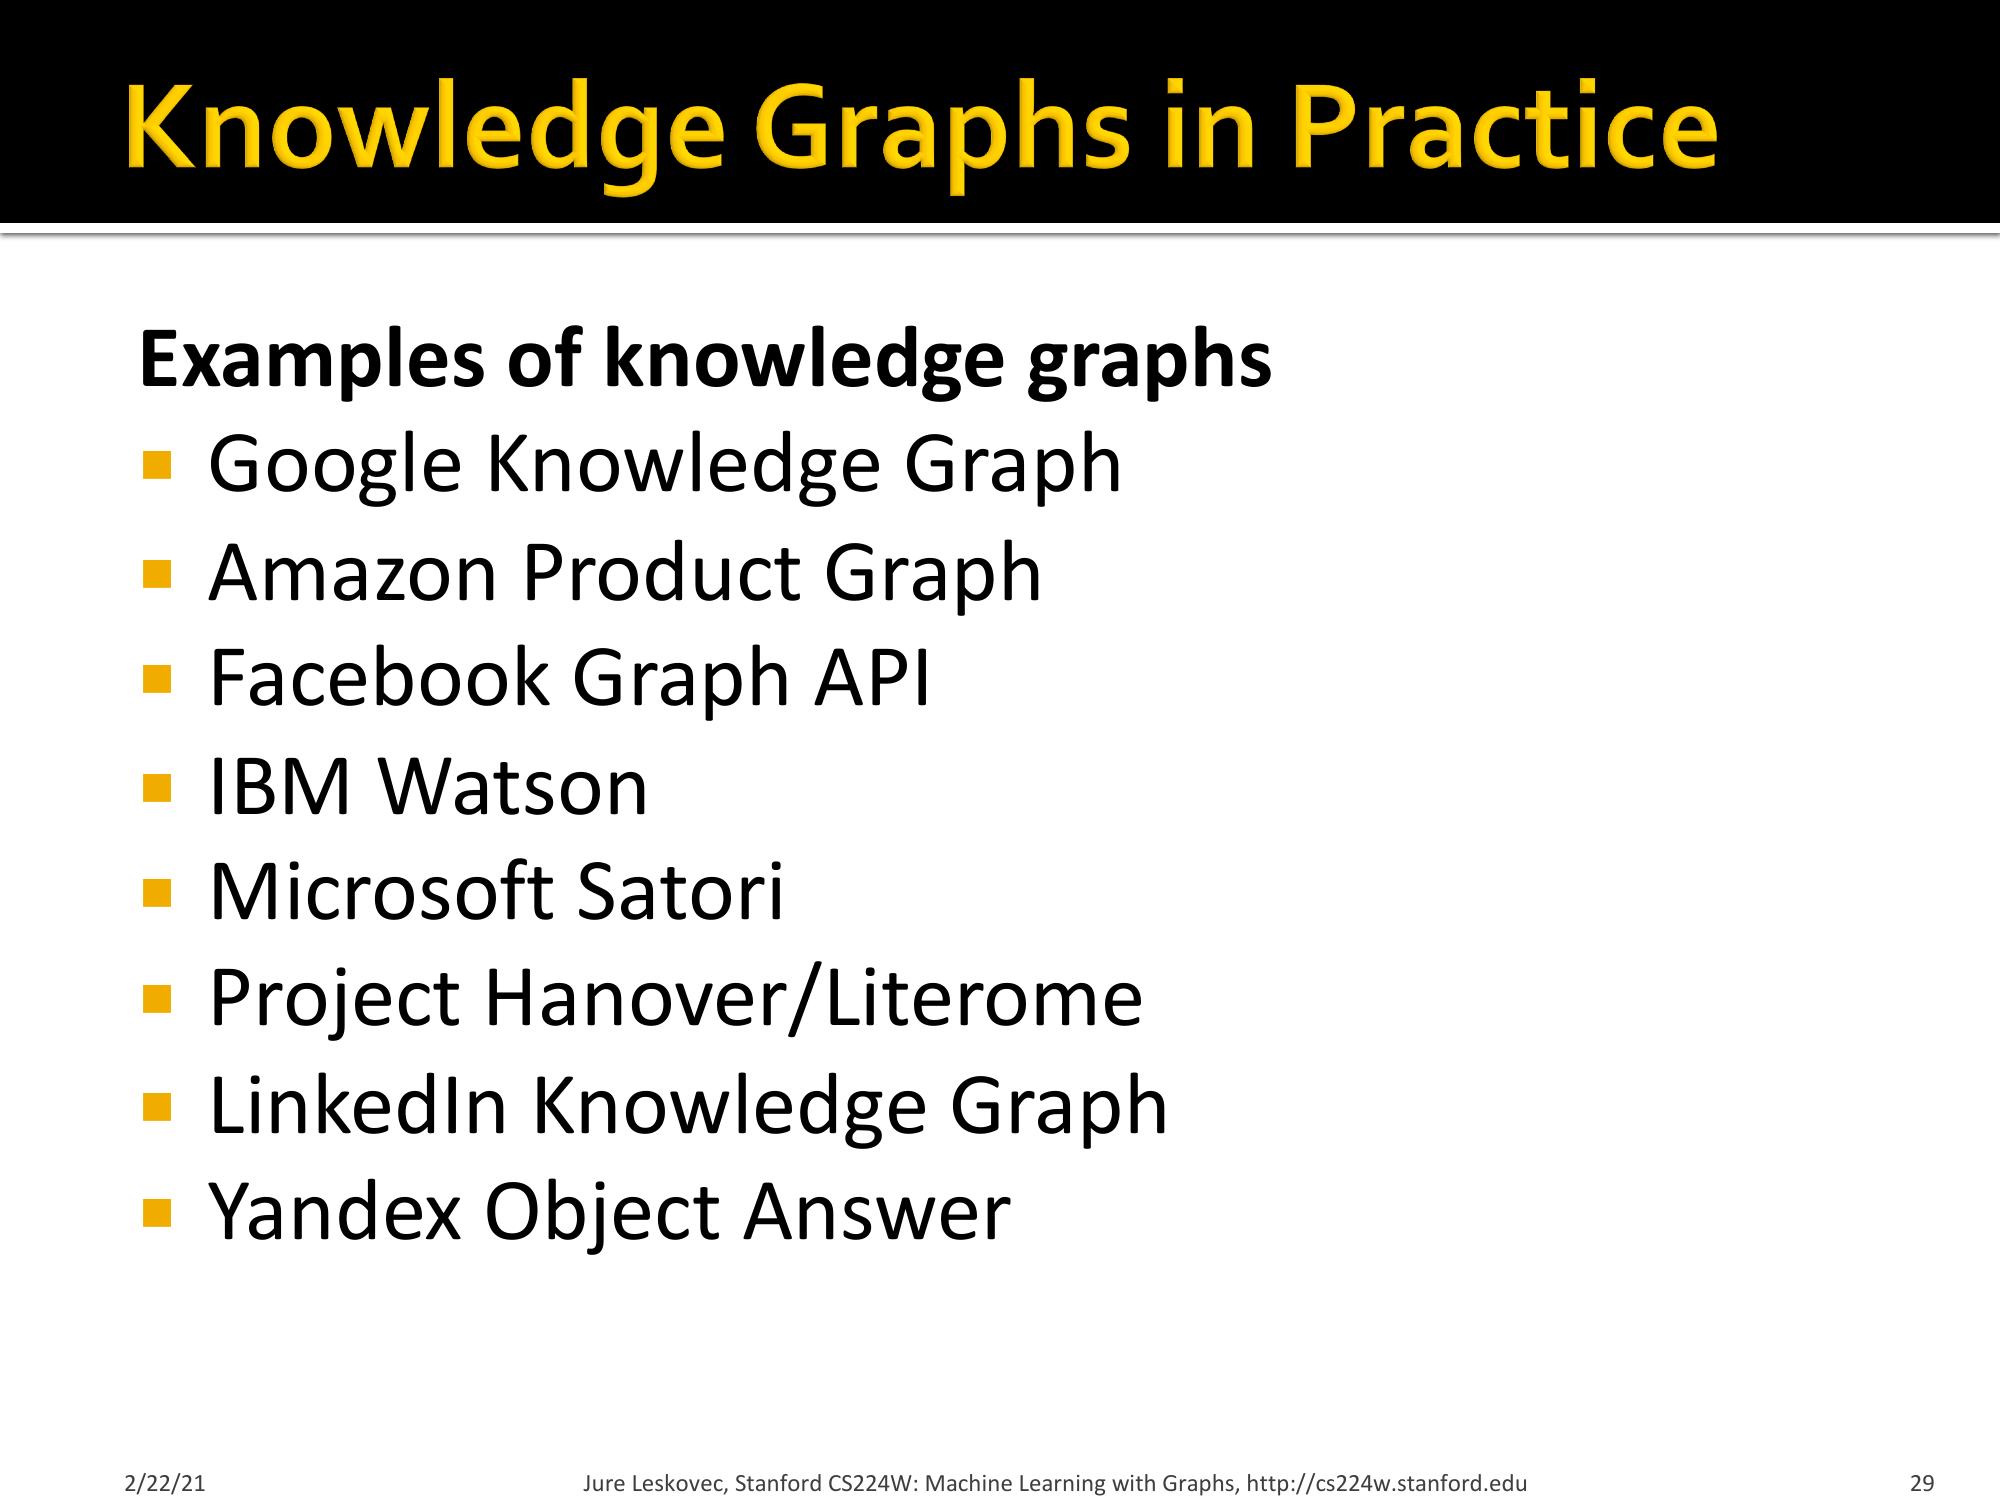 Knowledge Graphs in Practice
Examples of knowledge graphs
Google Knowledge Graph
Amazon Product Graph
Facebook Graph API
IBM Watson
Microsoft Satori
Project Hanover/Literome
LinkedIn Knowledge Graph
Yandex Object Answer
2/22/21 Jure Leskovec, Stanford CS224W: Machine Learning with Graphs, http://cs224w.stanford.edu 29